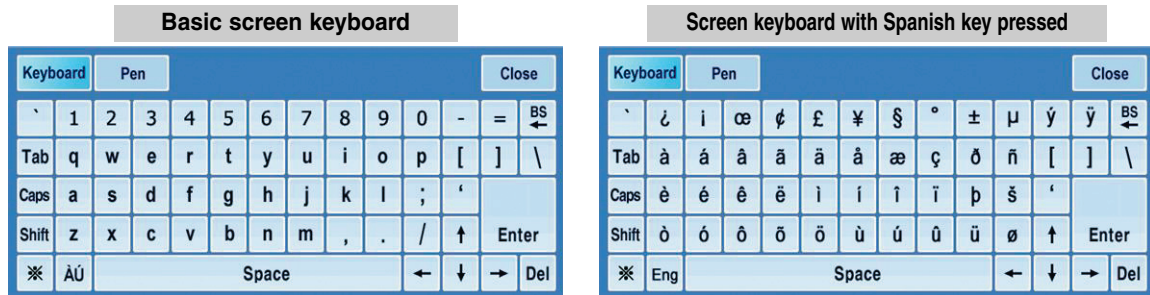 Basic screen keyboard
Keyboard Pen Close
` 1 2 3 4 5 6 7 8 9 0 - = BS ←
Tab q w e r t y u i o p [ ] \
Caps a s d f g h j k l ; ‘
Shift z x c v b n m , . / ↑ Enter
※ ÀÚ Space ← ↓ → Del
Screen keyboard with Spanish key pressed
Keyboard Pen Close
` ¿ ¡ œ ¢ £ ¥ § ° ± µ ý ÿ BS ←
Tab à á â ã ä å æ ç ð ñ [ ] \
Caps è é ê ë ì í î ï þ š ‘
Shift ò ó ô õ ö ù ú û ü ø ↑ Enter
※ Eng Space ← ↓ → Del